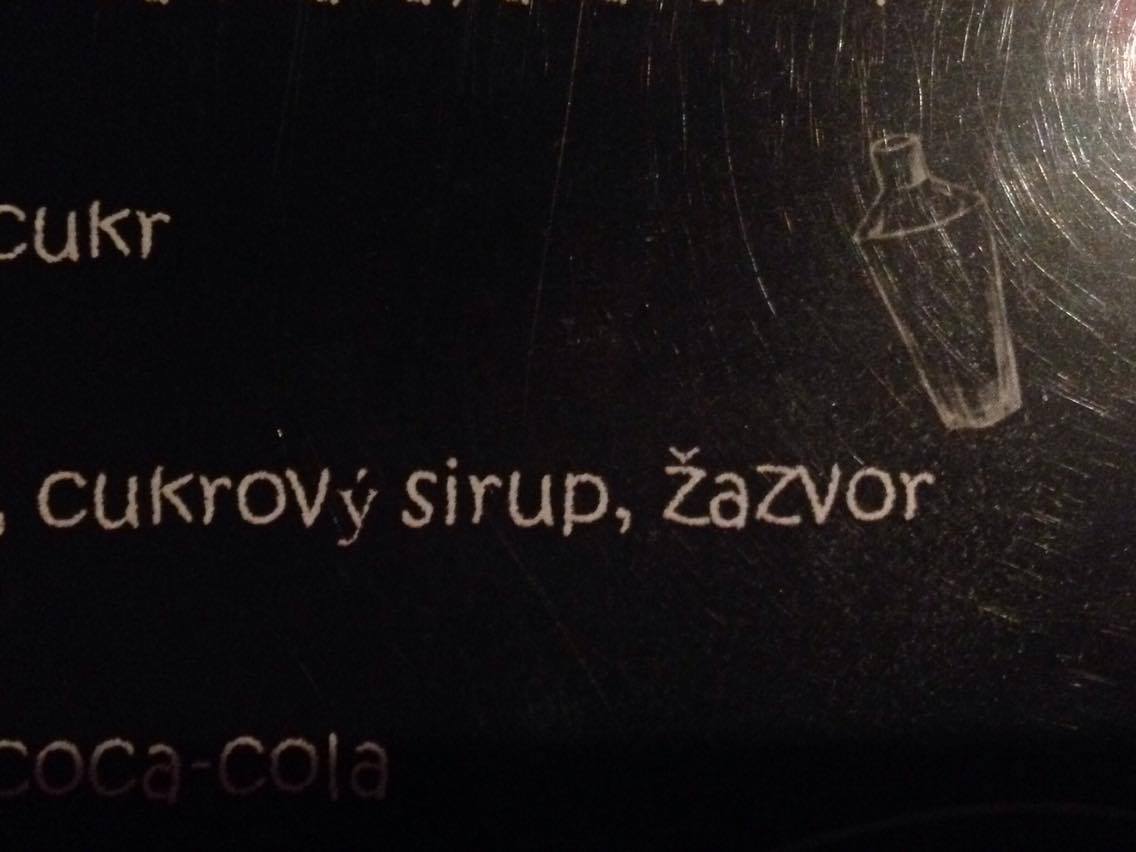 cukr
, cukrový sirup, žazvor
coca-cola